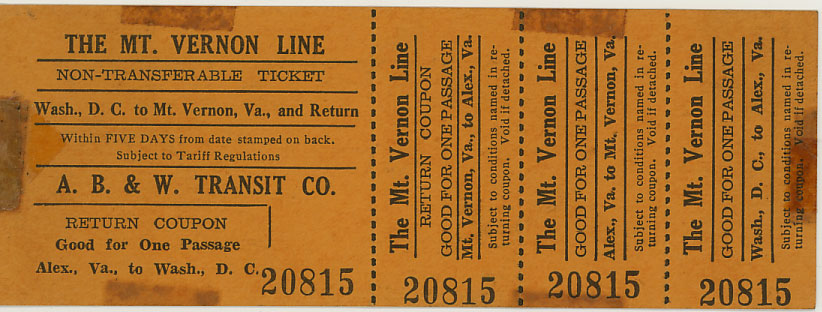 THE MT. VERNON LINE
NON-TRANSFERABLE TICKET
Wash., D. C. to Mt. Vernon, Va., and Return
Within FIVE DAYS from date stamped on back.
Subject to Tariff Regulations
A. B. & W. TRANSIT CO.
RETURN COUPON
Good for One Passage
Alex., Va., to Wash., D. C.
20815
The Mt. Vernon Line
RETURN COUPON
GOOD FOR ONE PASSAGE
Mt, Vernon, Va., to Alex., Va.
Subject to conditions named in re-
turning coupon. Void if detached.
20815
The Mt. Vernon Line
GOOD FOR ONE PASSAGE
Alex., Va. to Mt. Vernon, Va.
Subject to conditions named in re-
turning coupon. Void if detached.
20815
The Mt. Vernon Line
GOOD FOR ONE PASSAGE
Wash., D. C., to Alex., Va.
Subject to conditions named in re-
turning coupon. Void if detached.
20815